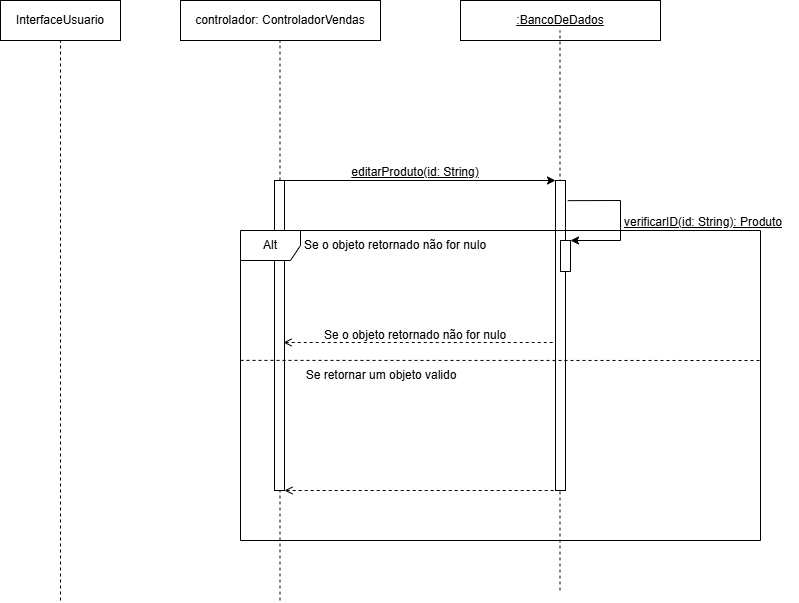 InterfaceUsuario
controlador: ControladorVendas
:BancoDeDados
editarProduto(id: String)
verificarID(id: String): Produto
Alt
Se o objeto retornado não for nulo
Se o objeto retornado não for nulo
Se retornar um objeto valido